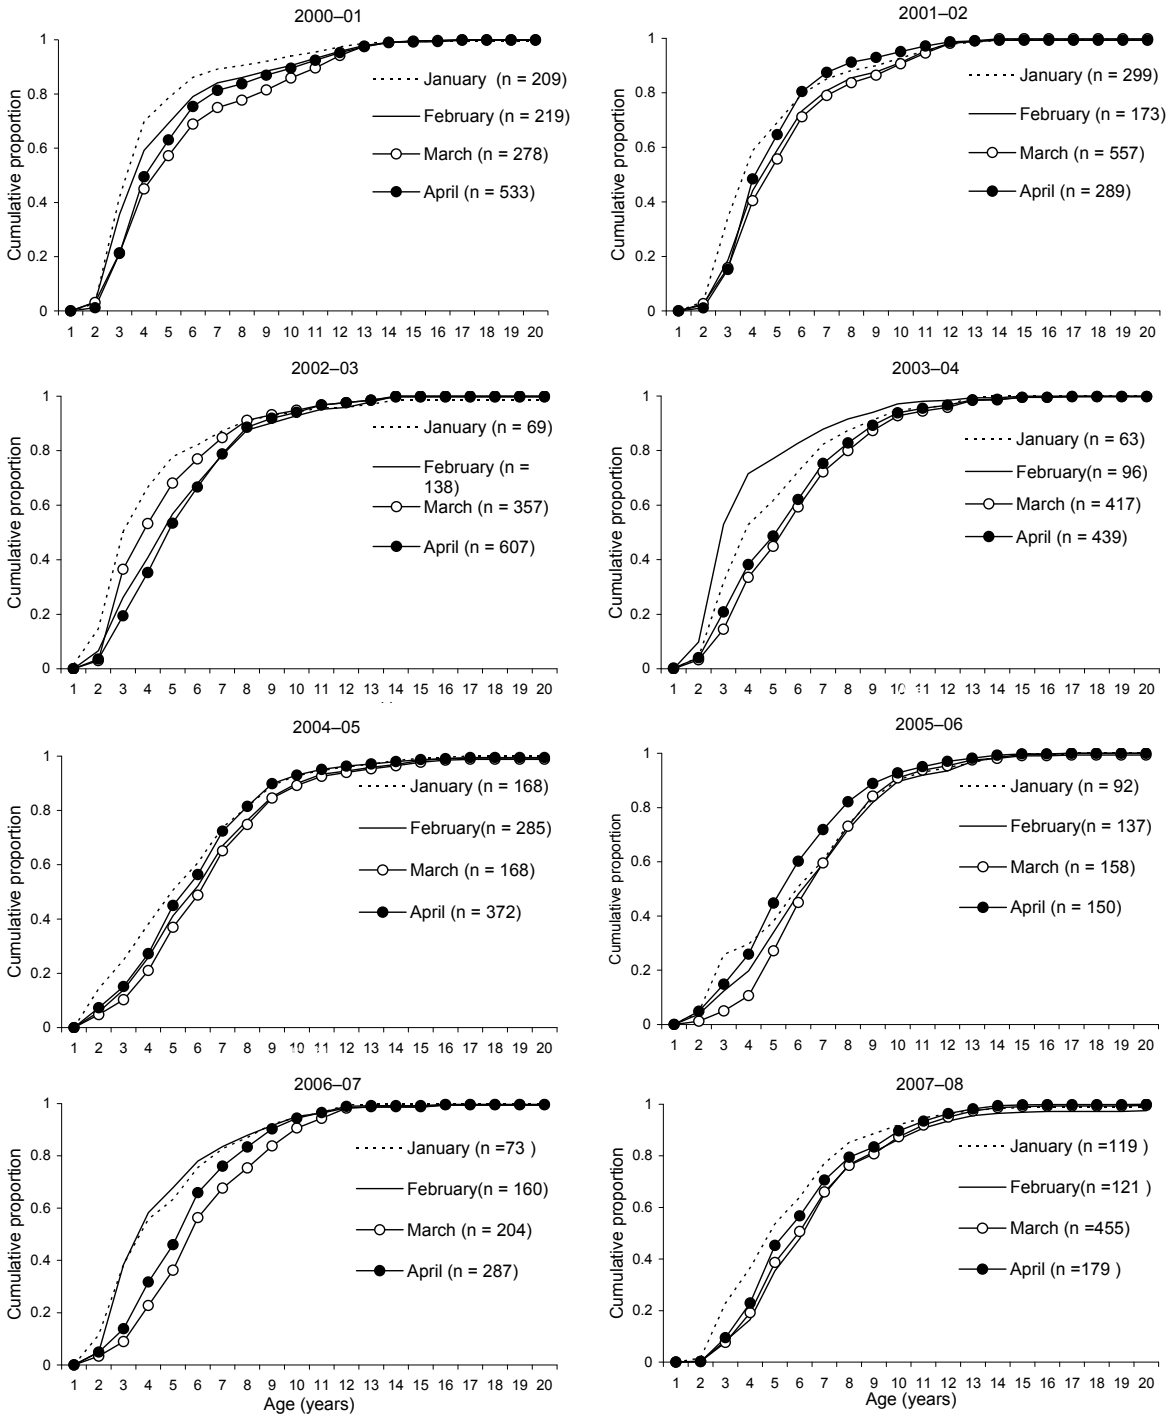 2000–01
Cumulative proportion
1
0.8
0.6
0.4
0.2
0
January (n = 209)
February (n = 219)
March (n = 278)
April (n = 533)
1 2 3 4 5 6 7 8 9 10 11 12 13 14 15 16 17 18 19 20
2001–02
Cumulative proportion
1
0.8
0.6
0.4
0.2
0
January (n = 299)
February (n = 173)
March (n = 557)
April (n = 289)
1 2 3 4 5 6 7 8 9 10 11 12 13 14 15 16 17 18 19 20
2002–03
Cumulative proportion
1
0.8
0.6
0.4
0.2
0
January (n = 69)
February (n =
138)
March (n = 357)
April (n = 607)
1 2 3 4 5 6 7 8 9 10 11 12 13 14 15 16 17 18 19 20
2003–04
Cumulative proportion
1
0.8
0.6
0.4
0.2
0
January (n = 63)
February(n = 96)
March (n = 417)
April (n = 439)
1 2 3 4 5 6 7 8 9 10 11 12 13 14 15 16 17 18 19 20
2004–05
Cumulative proportion
1
0.8
0.6
0.4
0.2
0
January (n = 168)
February(n = 285)
March (n = 168)
April (n = 372)
1 2 3 4 5 6 7 8 9 10 11 12 13 14 15 16 17 18 19 20
2005–06
Cumulative proportion
1
0.8
0.6
0.4
0.2
0
January (n = 92)
February(n = 137)
March (n = 158)
April (n = 150)
1 2 3 4 5 6 7 8 9 10 11 12 13 14 15 16 17 18 19 20
2006–07
Cumulative proportion
1
0.8
0.6
0.4
0.2
0
January (n =73 )
February(n = 160)
March (n = 204)
April (n = 287)
1 2 3 4 5 6 7 8 9 10 11 12 13 14 15 16 17 18 19 20
Age (years)
2007–08
Cumulative proportion
1
0.8
0.6
0.4
0.2
0
January (n =119 )
February(n =121 )
March (n =455)
April (n =179 )
1 2 3 4 5 6 7 8 9 10 11 12 13 14 15 16 17 18 19 20
Age (years)